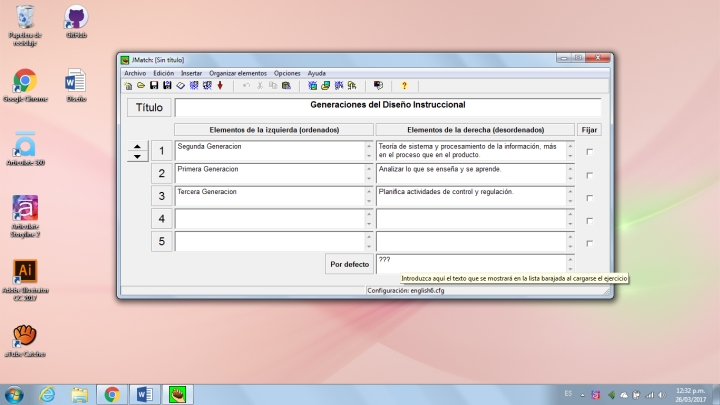 Papelera de
reciclaje
GitHub
Google Chrome
Diseño
Articulate 360
Articulate
Storyline 2
Adobe Illustrator
CC 2017
aTube Catcher
JMatch: [Sin título]
Archivo Edición Insertar Organizar elementos Opciones Ayuda
Título
Generaciones del Diseño Instruccional
Elementos de la izquierda (ordenados)
Elementos de la derecha (desordenados)
Fijar
1
Segunda Generacion
Teoría de sistema y procesamiento de la información, más
en el proceso que en el producto.
2
Primera Generacion
Analizar lo que se enseña y se aprende.
3
Tercera Generacion
Planifica actividades de control y regulación.
4
5
Por defecto
???
Introduzca aquí el texto que se mostrará en la lista barajada al cargarse el ejercicio
Configuración: english6.cfg
ES
12:32 p.m.
26/03/2017